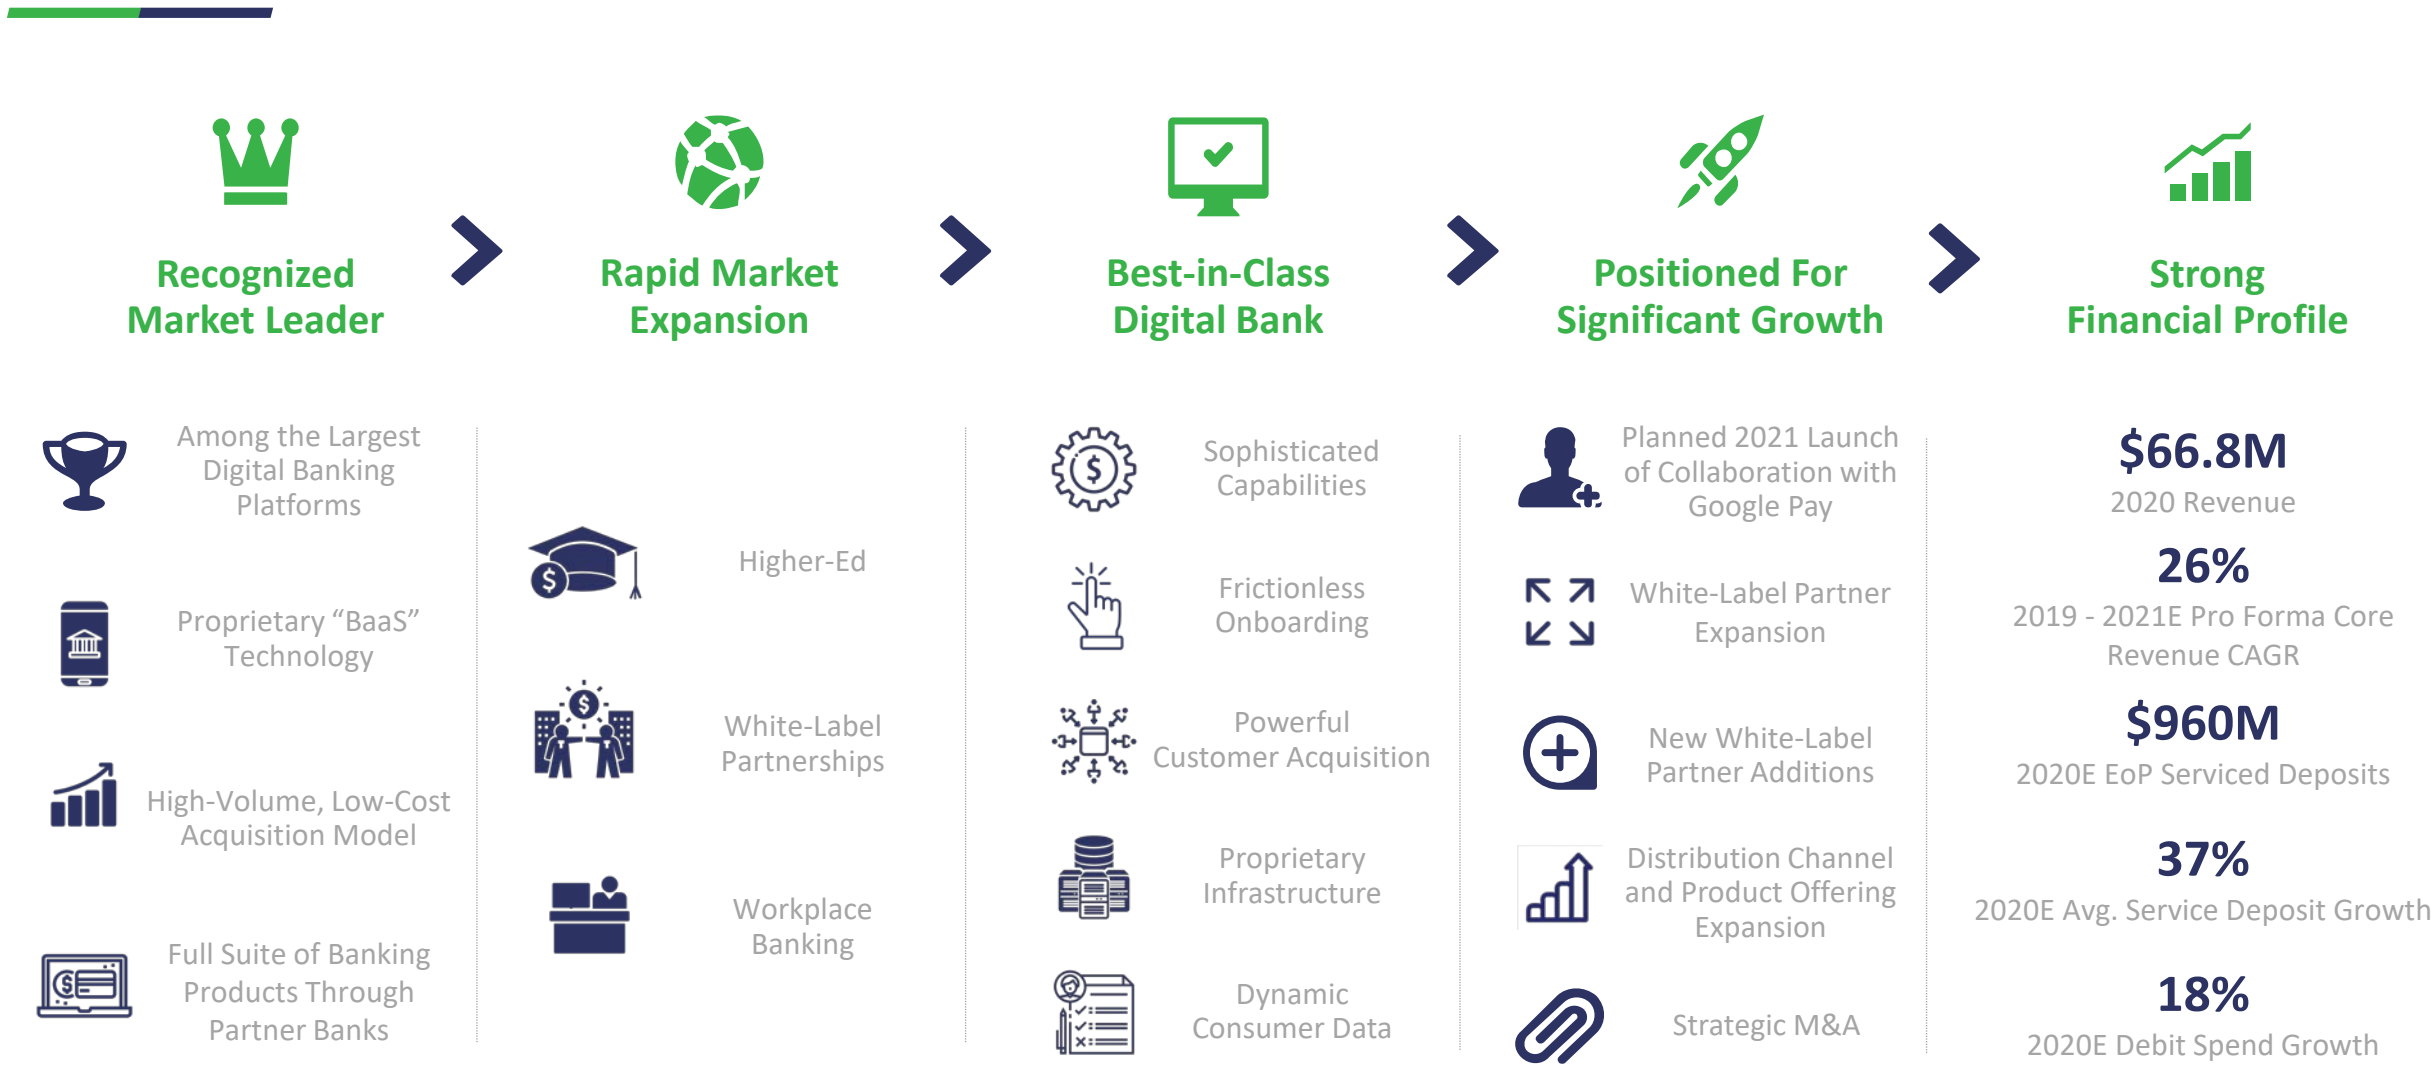 Recognized
Market Leader
Among the Largest
Digital Banking
Platforms
Proprietary “BaaS”
Technology
High-Volume, Low-Cost
Acquisition Model
Full Suite of Banking
Products Through
Partner Banks
Rapid Market
Expansion
Higher-Ed
White-Label
Partnerships
Workplace
Banking
Best-in-Class
Digital Bank
Sophisticated
Capabilities
Frictionless
Onboarding
Powerful
Customer Acquisition
Proprietary
Infrastructure
Dynamic
Consumer Data
Positioned For
Significant Growth
Planned 2021 Launch
of Collaboration with
Google Pay
White-Label Partner
Expansion
New White-Label
Partner Additions
Distribution Channel
and Product Offering
Expansion
Strategic M&A
Strong
Financial Profile
$66.8M
2020 Revenue
26%
2019 - 2021E Pro Forma Core
Revenue CAGR
$960M
2020E EoP Serviced Deposits
37%
2020E Avg. Service Deposit Growth
18%
2020E Debit Spend Growth